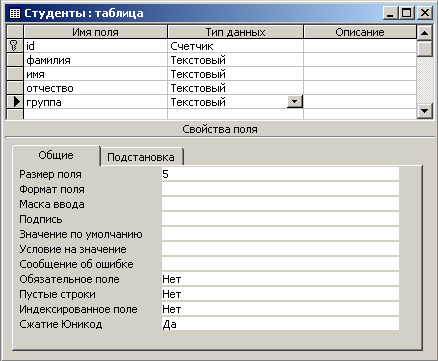 Студенты : таблица
Имя поля Тип данных Описание
id Счетчик
фамилия Текстовый
имя Текстовый
отчество Текстовый
группа Текстовый
Свойства поля
Общие Подстановка
Размер поля 5
Формат поля
Маска ввода
Подпись
Значение по умолчанию
Условие на значение
Сообщение об ошибке
Обязательное поле Нет
Пустые строки Нет
Индексированное поле Нет
Сжатие Юникод Да